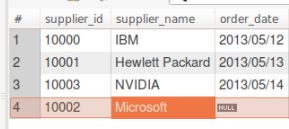 # supplier_id supplier_name order_date
1 10000 IBM 2013/05/12
2 10001 Hewlett Packard 2013/05/13
3 10003 NVIDIA 2013/05/14
4 10002 Microsoft NULL